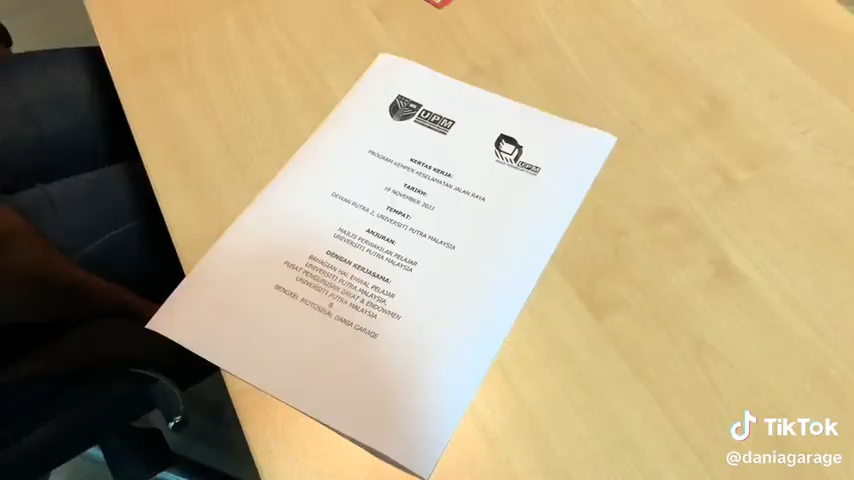 UPM
UPM
KERTAS KERJA:
PROGRAM KEMPEN KESELAMATAN JALAN RAYA
TARIKH:
18 NOVEMBER 2023
TEMPAT:
DEWAN PUTRA 2, UNIVERSITI PUTRA MALAYSIA
ANJURAN:
MAJLIS PERWAKILAN PELAJAR
UNIVERSITI PUTRA MALAYSIA
DENGAN KERJASAMA:
BAHAGIAN HAL EHWAL PELAJAR
UNIVERSITI PUTRA MALAYSIA,
PUSAT PENGURUSAN ZAKAT & ENDOWMEN
UNIVERSITI PUTRA MALAYSIA
&
BENGKEL MOTOSIKAL DANIA GARAGE
TikTok
@daniagarage